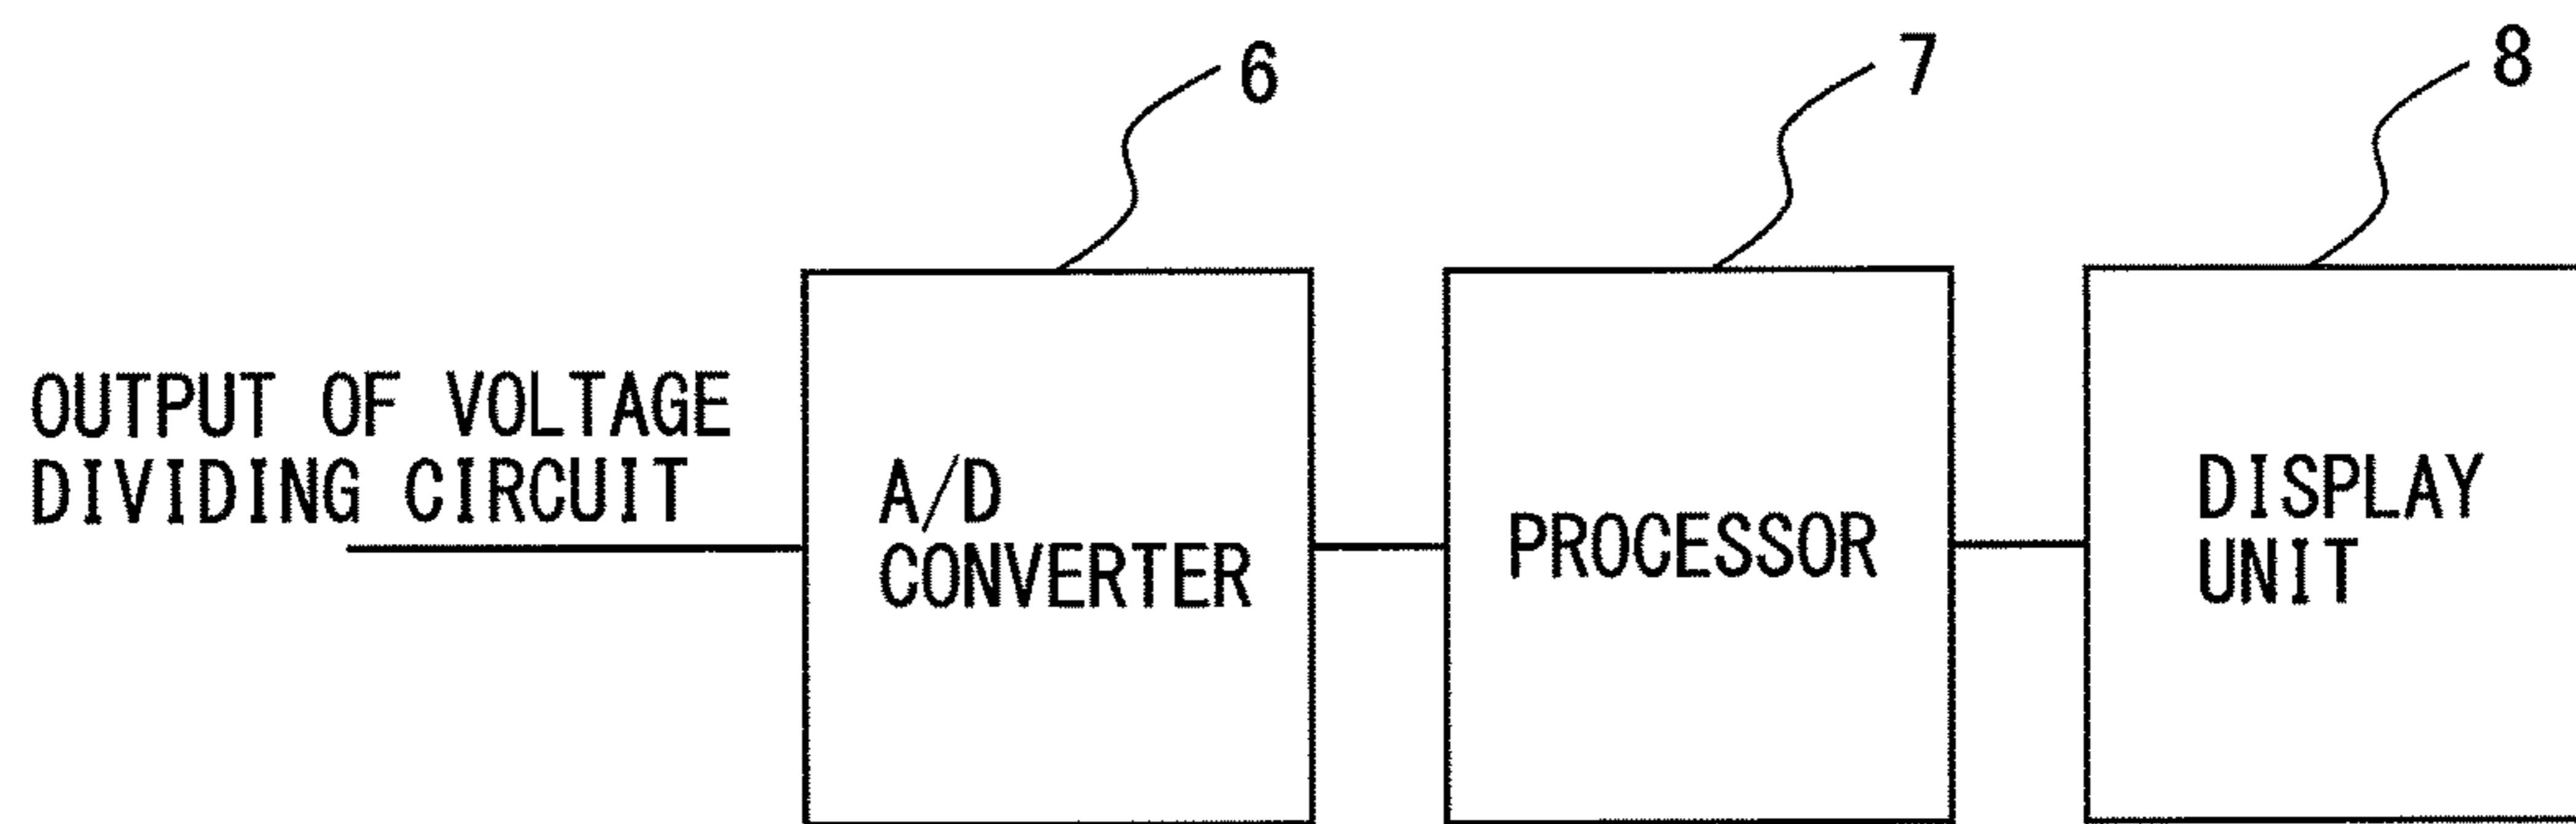 6
7
8
OUTPUT OF VOLTAGE
DIVIDING CIRCUIT
A/D
CONVERTER
PROCESSOR
DISPLAY
UNIT